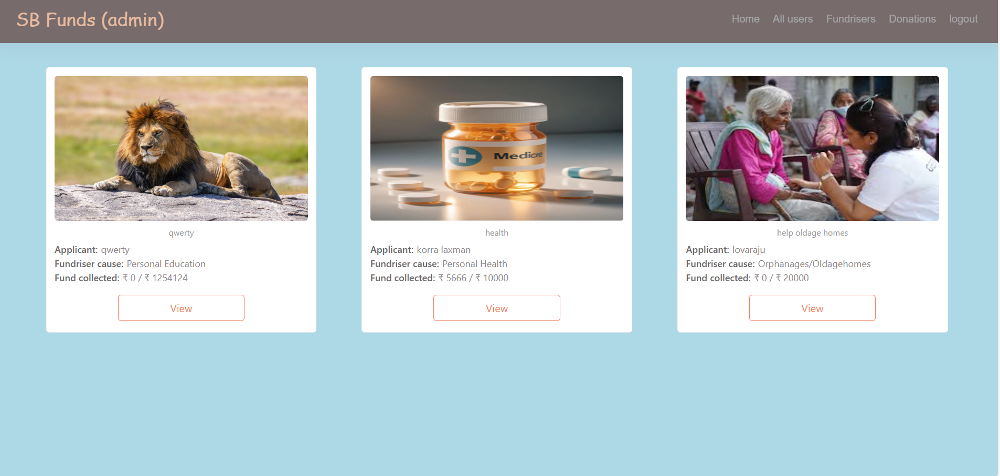 SB Funds (admin)
Home All users Fundrisers Donations logout
Medicre
qwerty
Applicant: qwerty
Fundriser cause: Personal Education
Fund collected: ₹ 0 / ₹ 1254124
View
health
Applicant: korra laxman
Fundriser cause: Personal Health
Fund collected: ₹ 5666 / ₹ 10000
View
help oldage homes
Applicant: lovaraju
Fundriser cause: Orphanages/Oldagehomes
Fund collected: ₹ 0 / ₹ 20000
View